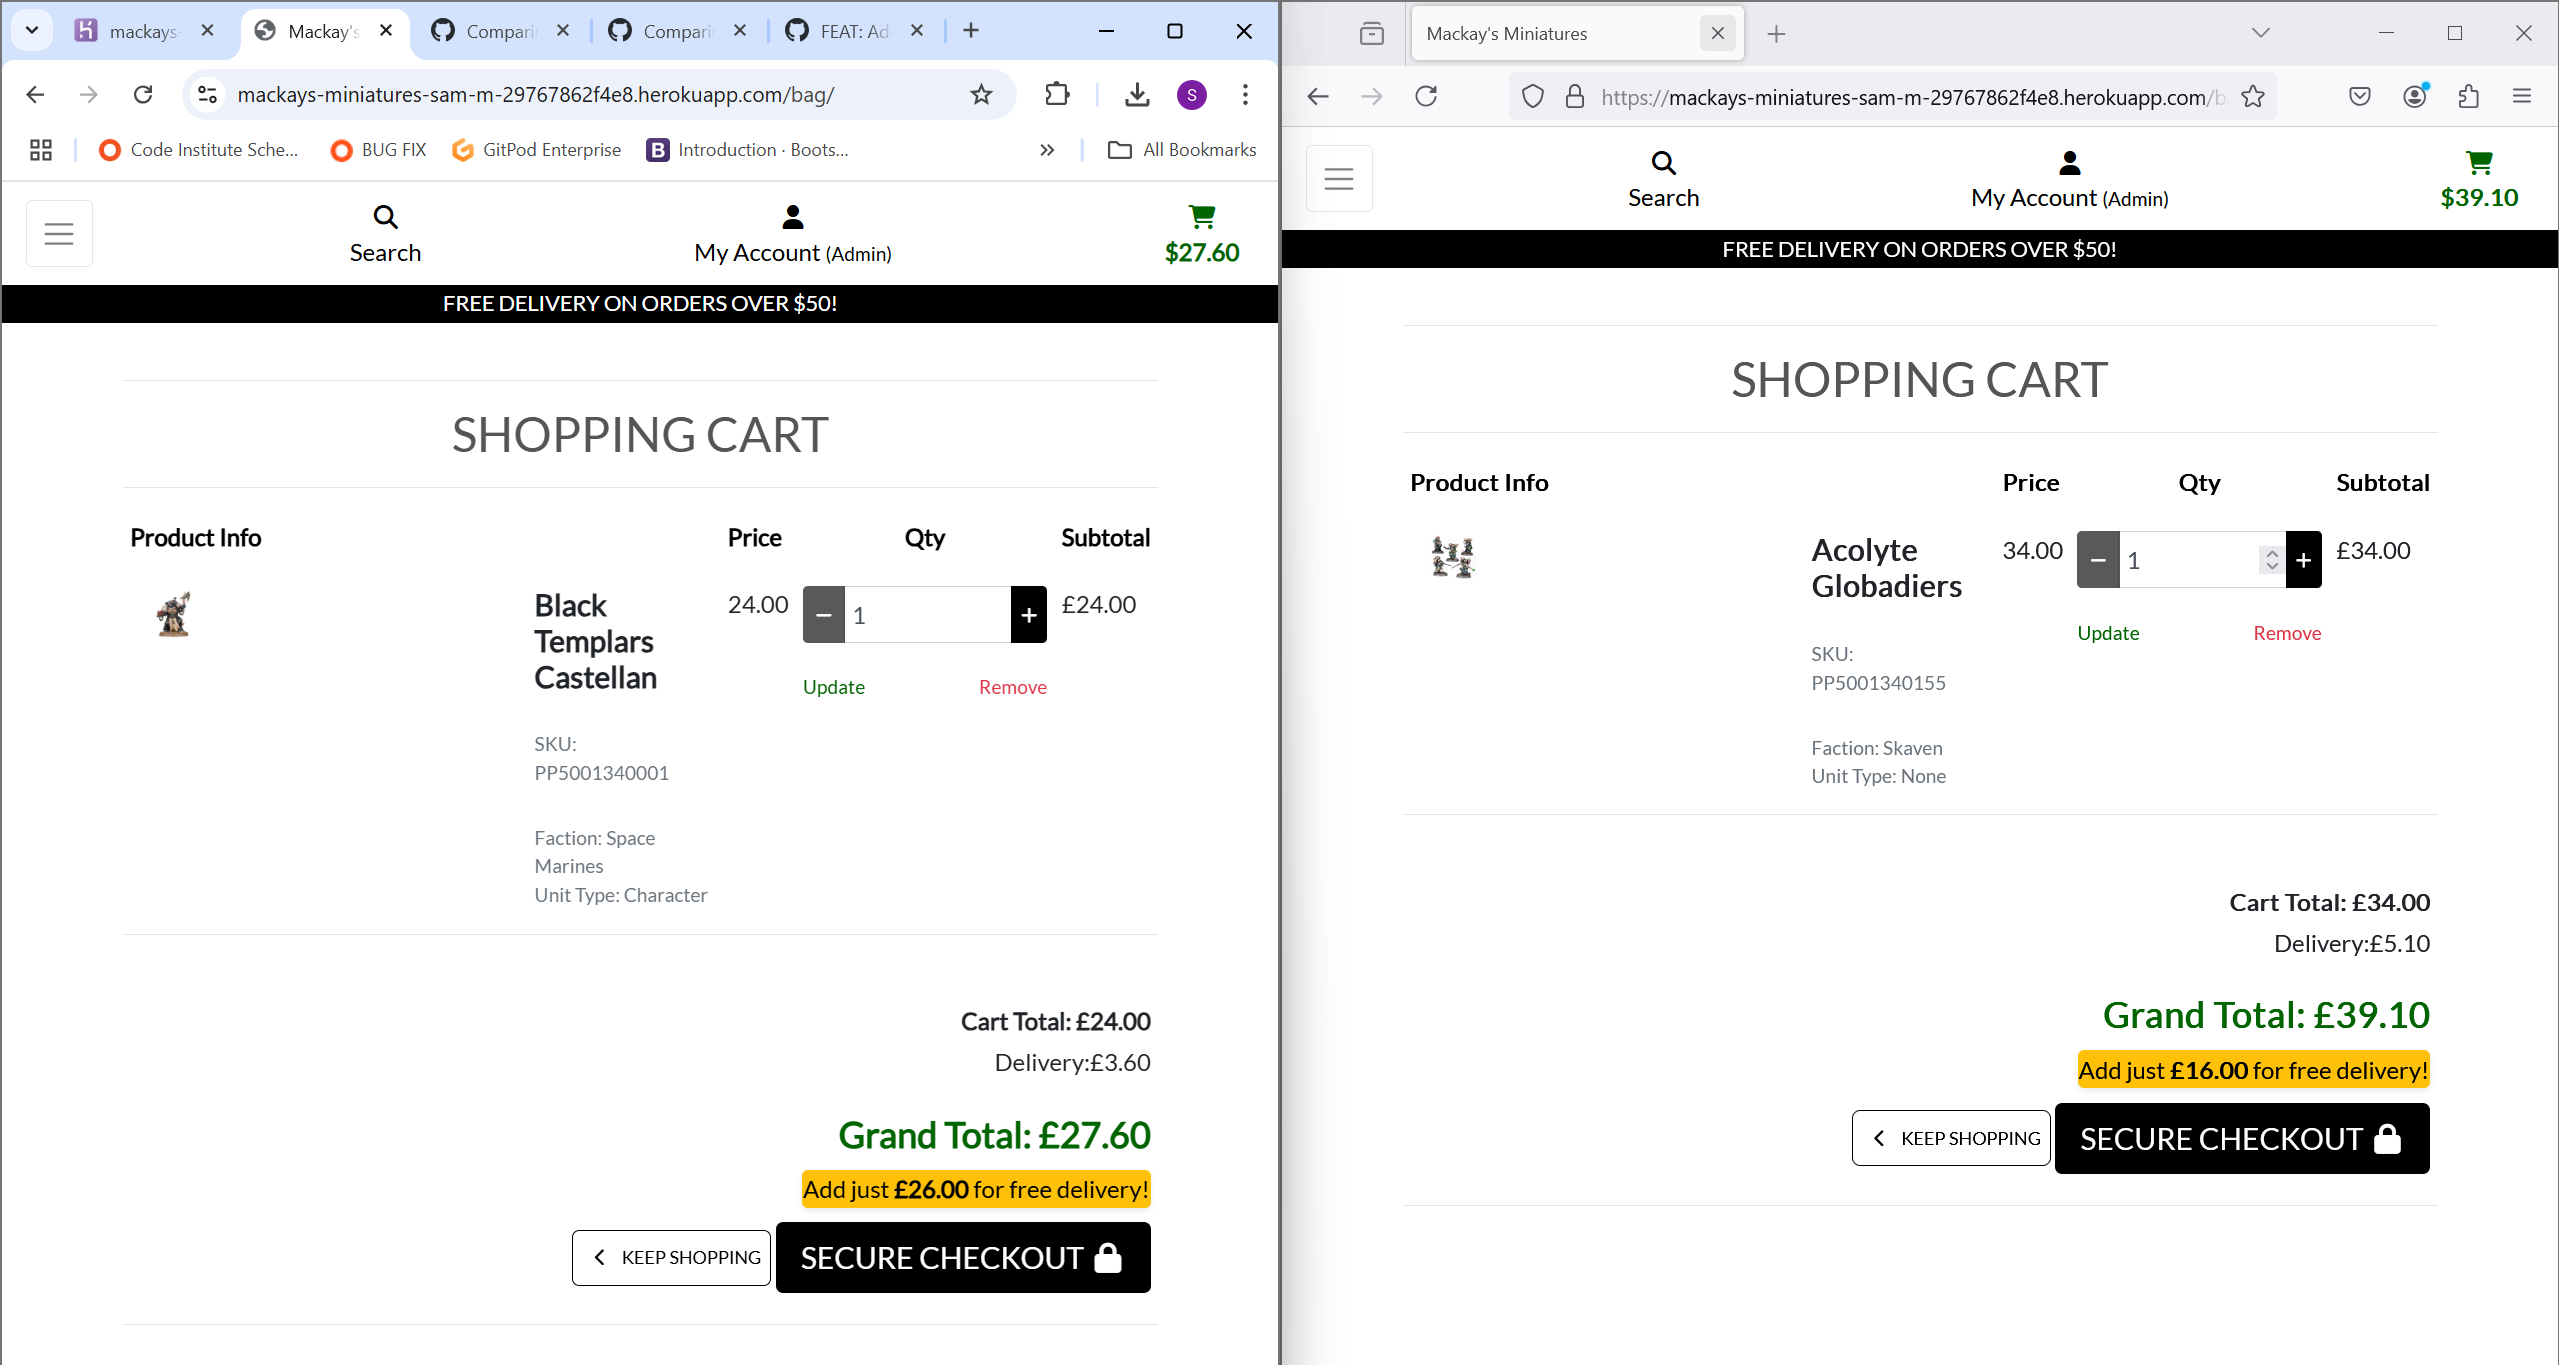 mackays-
Mackay's
Compari
Compari
FEAT: Ad
mackays-miniatures-sam-m-29767862f4e8.herokuapp.com/bag/
S
Code Institute Sche...
BUG FIX
GitPod Enterprise
B
Introduction · Boots...
All Bookmarks
Search
My Account (Admin)
$27.60
FREE DELIVERY ON ORDERS OVER $50!
SHOPPING CART
Product Info
Price
Qty
Subtotal
Black
Templars
Castellan
24.00
1
£24.00
Update
Remove
SKU:
PP5001340001
Faction: Space
Marines
Unit Type: Character
Cart Total: £24.00
Delivery:£3.60
Grand Total: £27.60
Add just £26.00 for free delivery!
KEEP SHOPPING
SECURE CHECKOUT
Mackay's Miniatures
https://mackays-miniatures-sam-m-29767862f4e8.herokuapp.com/b
Search
My Account (Admin)
$39.10
FREE DELIVERY ON ORDERS OVER $50!
SHOPPING CART
Product Info
Price
Qty
Subtotal
Acolyte
Globadiers
34.00
1
£34.00
Update
Remove
SKU:
PP5001340155
Faction: Skaven
Unit Type: None
Cart Total: £34.00
Delivery:£5.10
Grand Total: £39.10
Add just £16.00 for free delivery!
KEEP SHOPPING
SECURE CHECKOUT